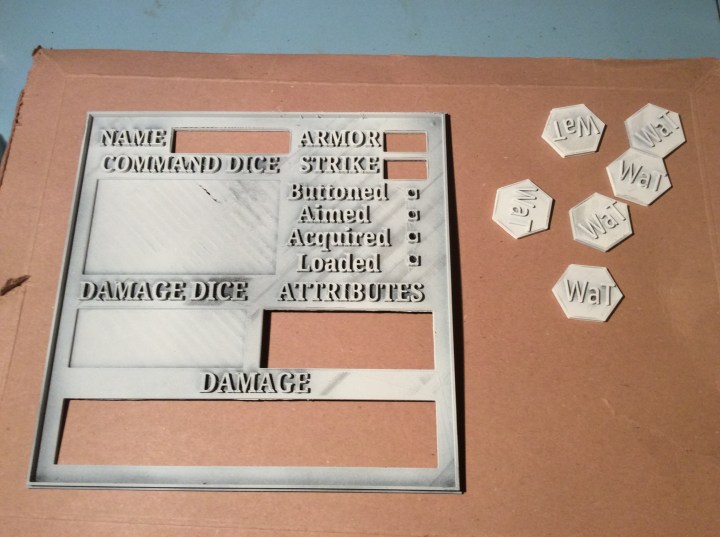 NAME ARMOR
COMMAND DICE STRIKE
Buttoned
Aimed
Acquired
Loaded
DAMAGE DICE ATTRIBUTES
DAMAGE
WaT
WaT
WaT
WaT
WaT
WaT